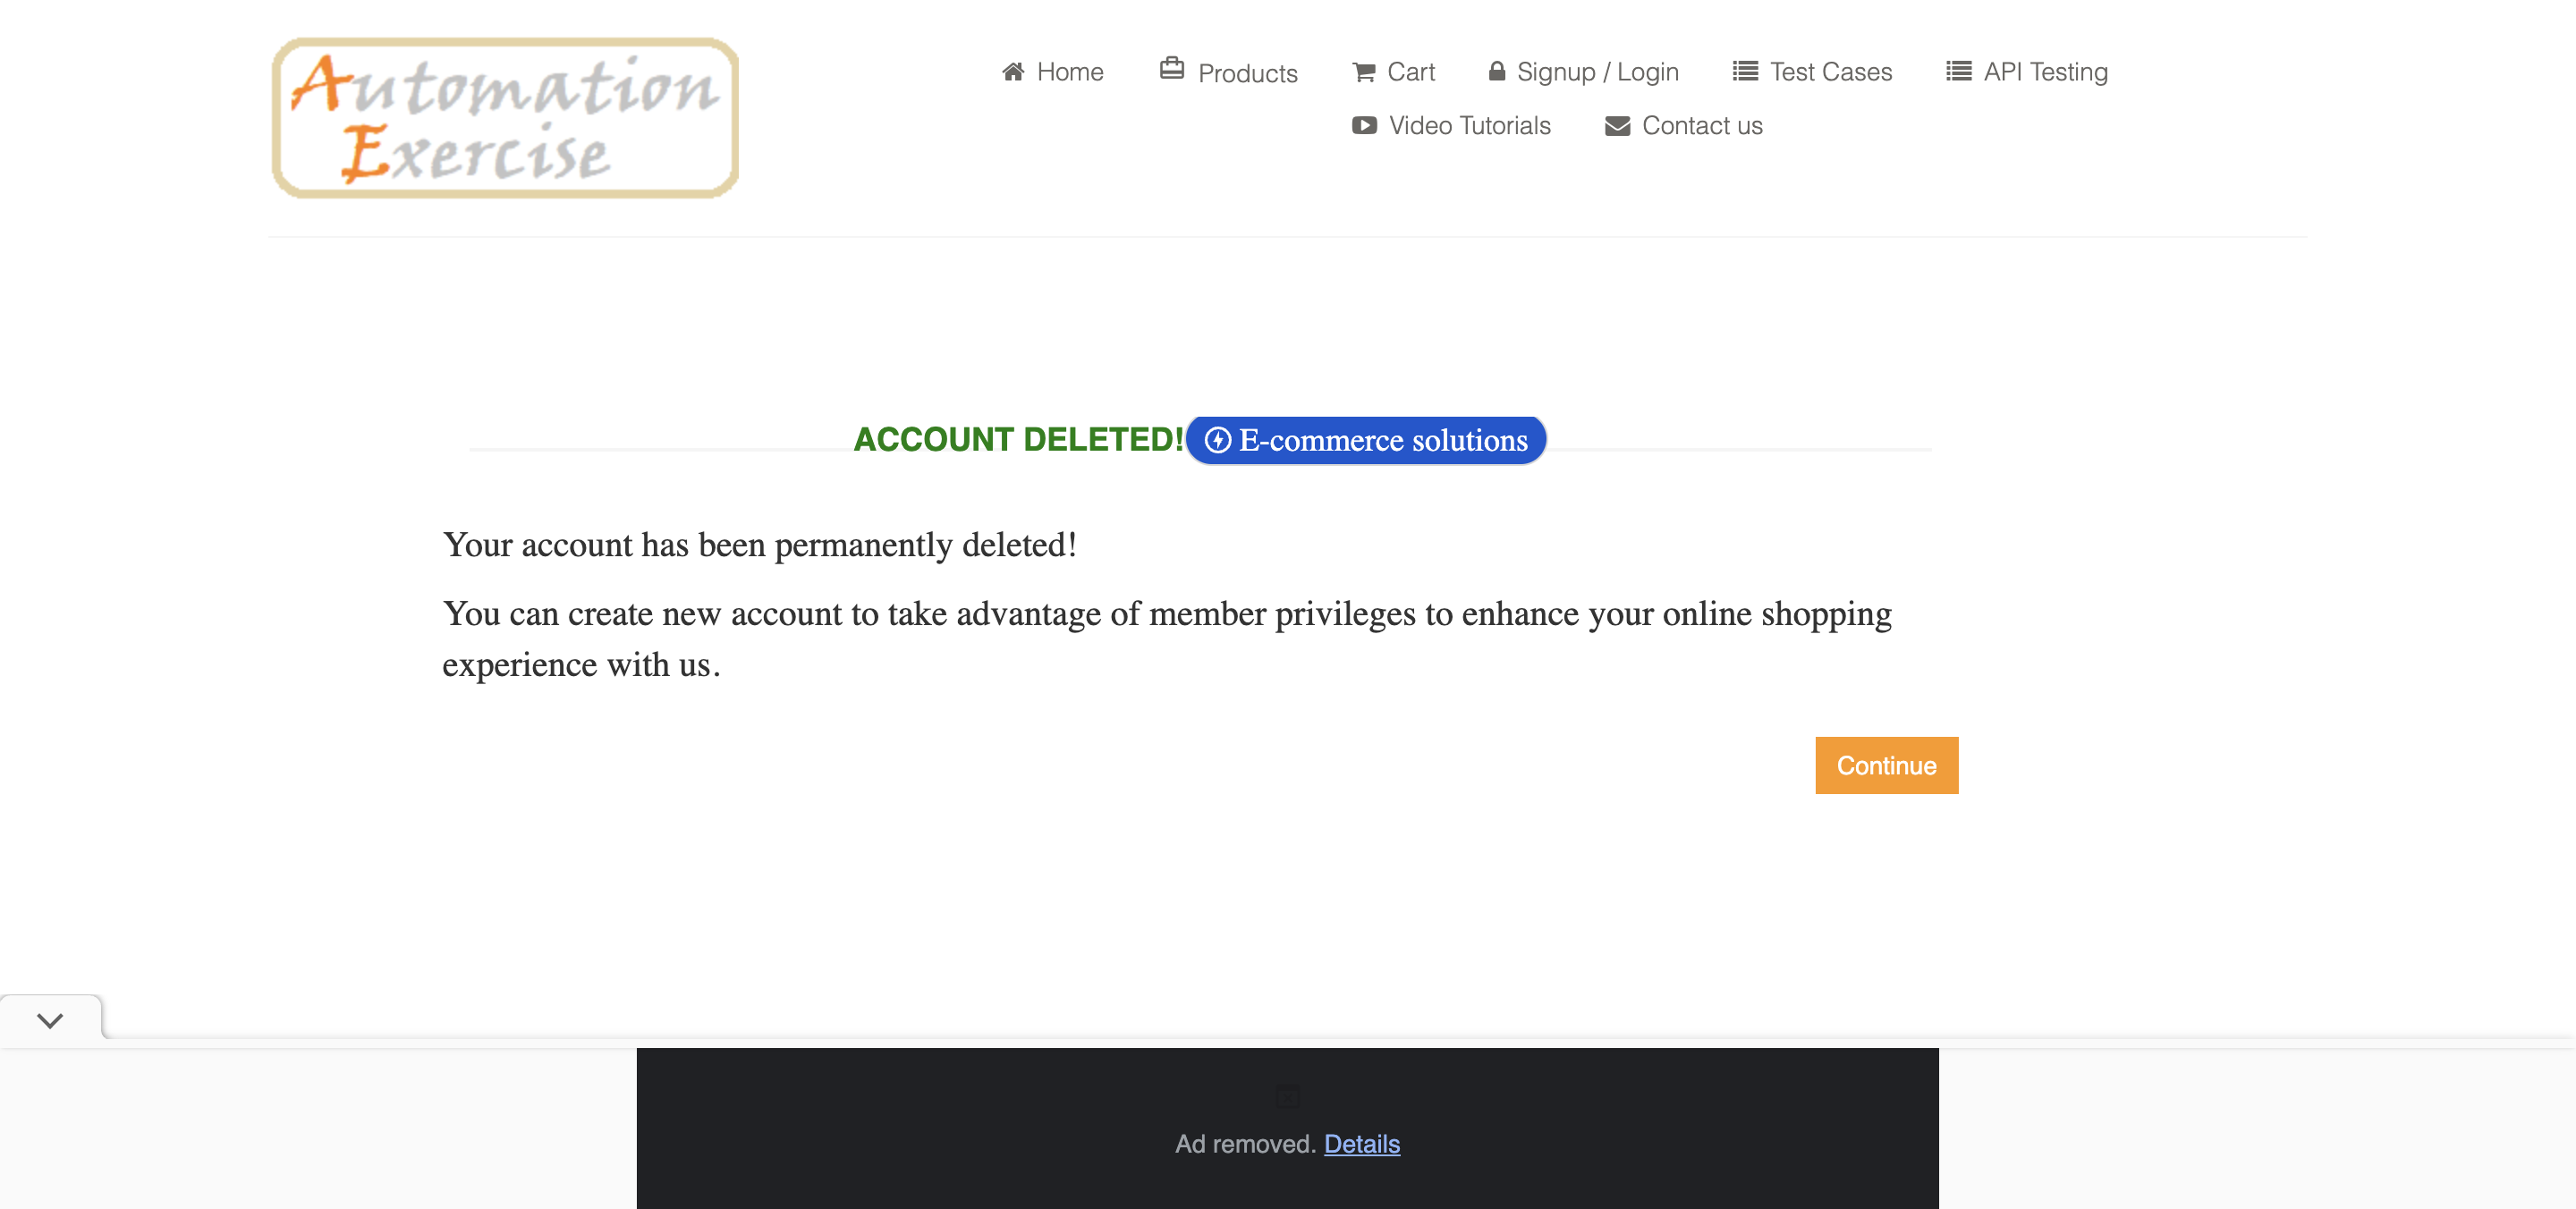 Automation
Exercise
Home
Products
Cart
Signup / Login
Test Cases
API Testing
Video Tutorials
Contact us
ACCOUNT DELETED! E-commerce solutions
Your account has been permanently deleted!
You can create new account to take advantage of member privileges to enhance your online shopping
experience with us.
Continue
Ad removed. Details